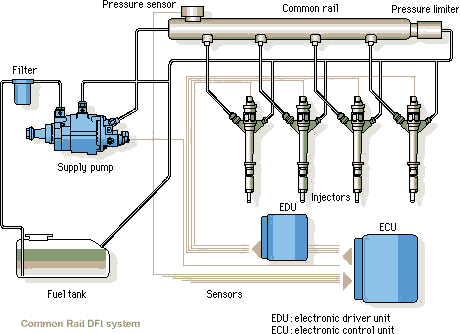 Pressure sensor
Common rail
Pressure limiter
Filter
Supply pump
Injectors
EDU
ECU
Fuel tank
Sensors
EDU : electronic driver unit
ECU : electronic control unit
Common Rail DFI system